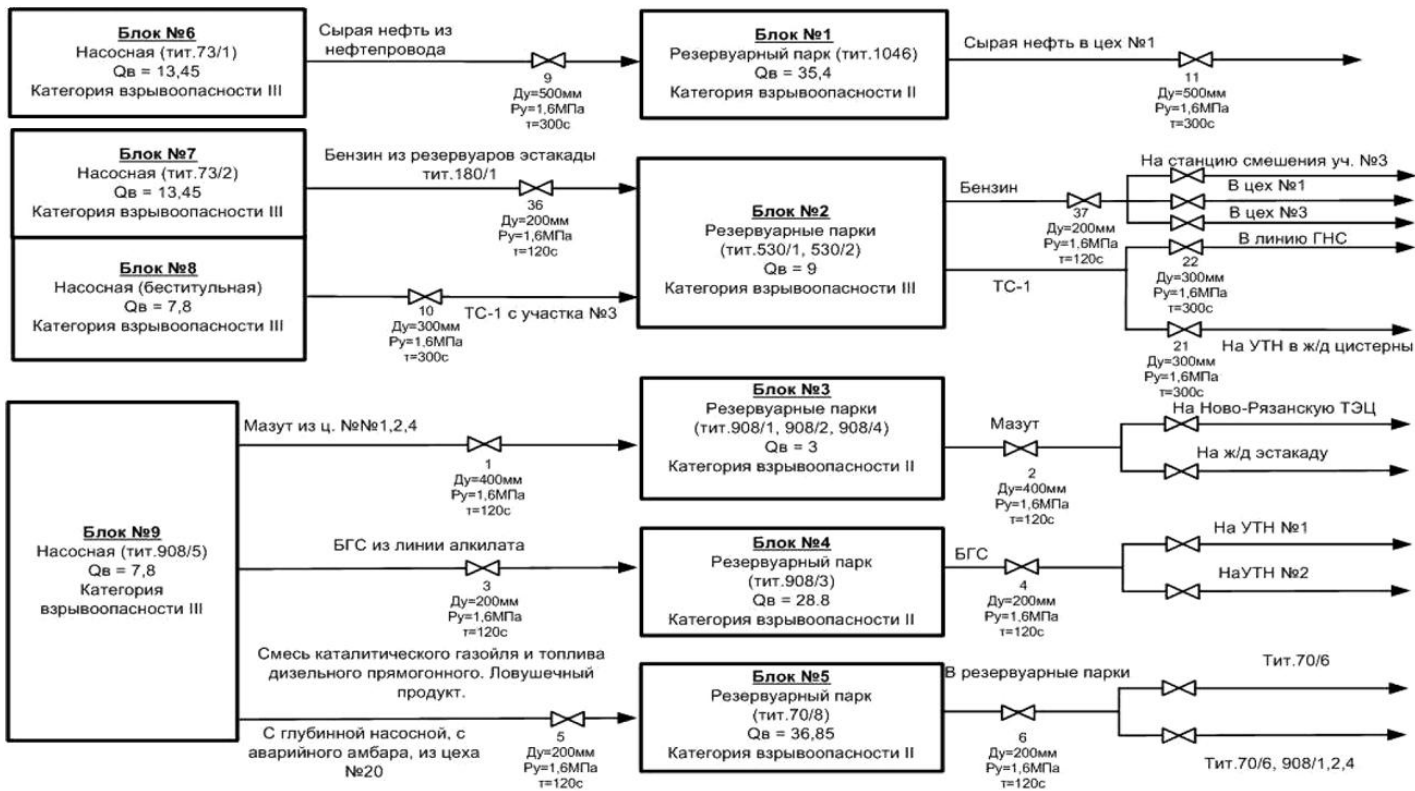 Блок №6
Насосная (тит.73/1)
Qв = 13,45
Категория взрывоопасности III
Сырая нефть из
нефтепровода
9
Ду=500мм
Ру=1,6МПа
τ=300с
Блок №1
Резервуарный парк (тит.1046)
Qв = 35,4
Категория взрывоопасности II
Сырая нефть в цех №1
11
Ду=500мм
Ру=1,6МПа
τ=300с
Блок №7
Насосная (тит.73/2)
Qв = 13,45
Категория взрывоопасности III
Бензин из резервуаров эстакады
тит.180/1
36
Ду=200мм
Ру=1,6МПа
τ=120с
Блок №8
Насосная (беститульная)
Qв = 7,8
Категория взрывоопасности III
10
Ду=300мм
Ру=1,6МПа
τ=300с
ТС-1 с участка №3
Блок №2
Резервуарные парки
(тит.530/1, 530/2)
Qв = 9
Категория взрывоопасности III
Бензин
37
Ду=200мм
Ру=1,6МПа
τ=120с
На станцию смешения уч. №3
В цех №1
В цех №3
ТС-1
В линию ГНС
22
Ду=300мм
Ру=1,6МПа
τ=300с
21
Ду=300мм
Ру=1,6МПа
τ=300с
На УТН в ж/д цистерны
Блок №9
Насосная (тит.908/5)
Qв = 7,8
Категория
взрывоопасности III
Мазут из ц. №№1,2,4
1
Ду=400мм
Ру=1,6МПа
τ=120с
Блок №3
Резервуарные парки
(тит.908/1, 908/2, 908/4)
Qв = 3
Категория взрывоопасности II
Мазут
2
Ду=400мм
Ру=1,6МПа
τ=120с
На Ново-Рязанскую ТЭЦ
На ж/д эстакаду
БГС из линии алкилата
3
Ду=200мм
Ру=1,6МПа
τ=120с
Блок №4
Резервуарный парк
(тит.908/3)
Qв = 28.8
Категория взрывоопасности II
БГС
4
Ду=200мм
Ру=1,6МПа
τ=120с
На УТН №1
НаУТН №2
Смесь каталитического газойля и топлива
дизельного прямогонного. Ловушечный
продукт.
С глубинной насосной, с
аварийного амбара, из цеха
№20
5
Ду=200мм
Ру=1,6МПа
τ=120с
Блок №5
Резервуарный парк
(тит.70/8)
Qв = 36,85
Категория взрывоопасности II
В резервуарные парки
6
Ду=200мм
Ру=1,6МПа
τ=120с
Тит.70/6
Тит.70/6, 908/1,2,4